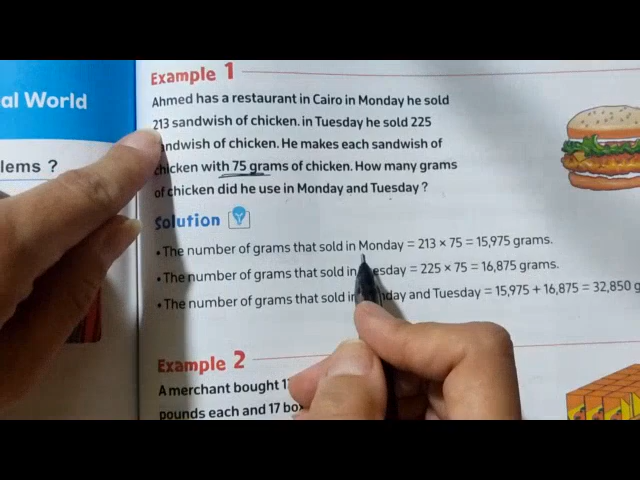 al World
lems ?
Example 1
Ahmed has a restaurant in Cairo in Monday he sold
213 sandwish of chicken. in Tuesday he sold 225
sandwish of chicken. He makes each sandwish of
chicken with 75 grams of chicken. How many grams
of chicken did he use in Monday and Tuesday ?
Solution
• The number of grams that sold in Monday = 213 × 75 = 15,975 grams.
• The number of grams that sold in esday = 225 × 75 = 16,875 grams.
• The number of grams that sold in day and Tuesday = 15,975 + 16,875 = 32,850 g
Example 2
A merchant bought 1
pounds each and 17 bo